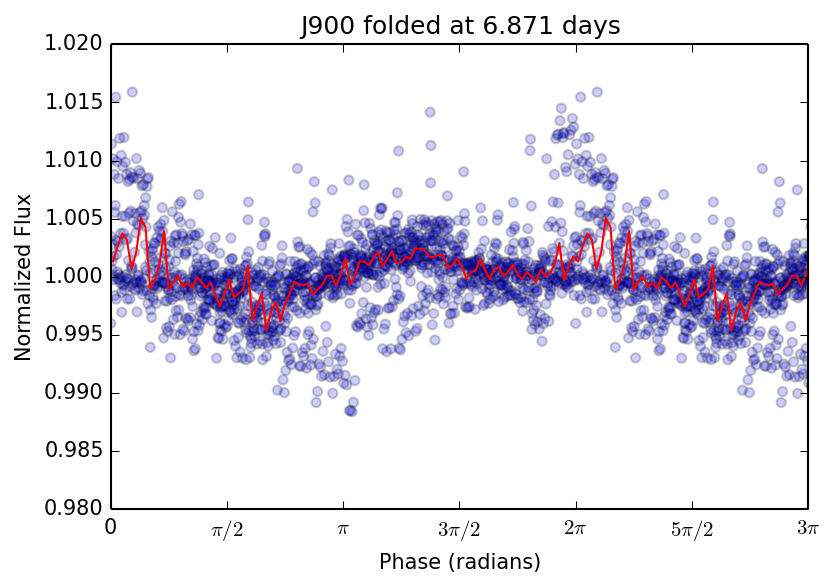 J900 folded at 6.871 days
1.020
1.015
1.010
1.005
1.000
0.995
0.990
0.985
0.980
Normalized Flux
0 π/2 π 3π/2 2π 5π/2 3π
Phase (radians)